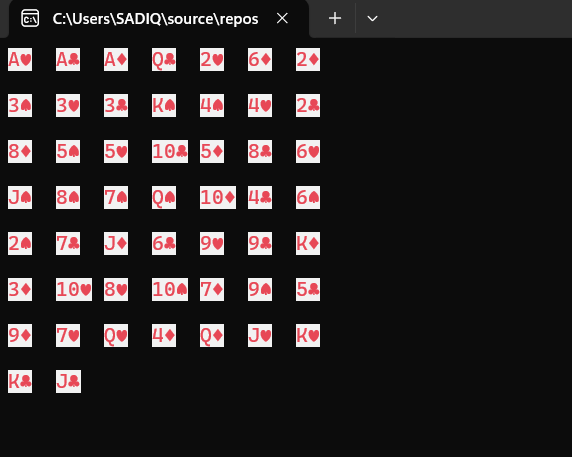 C:\Users\SADIQ\source\repos
A♥ A♣ A♦ Q♣ 2♥ 6♦ 2♦
3♠ 3♥ 3♣ K♠ 4♠ 4♥ 2♣
8♦ 5♠ 5♥ 10♣ 5♦ 8♣ 6♥
J♠ 8♠ 7♠ Q♠ 10♦ 4♣ 6♠
2♠ 7♣ J♦ 6♣ 9♥ 9♣ K♦
3♦ 10♥ 8♥ 10♠ 7♦ 9♠ 5♣
9♦ 7♥ Q♥ 4♦ Q♦ J♥ K♥
K♣ J♣